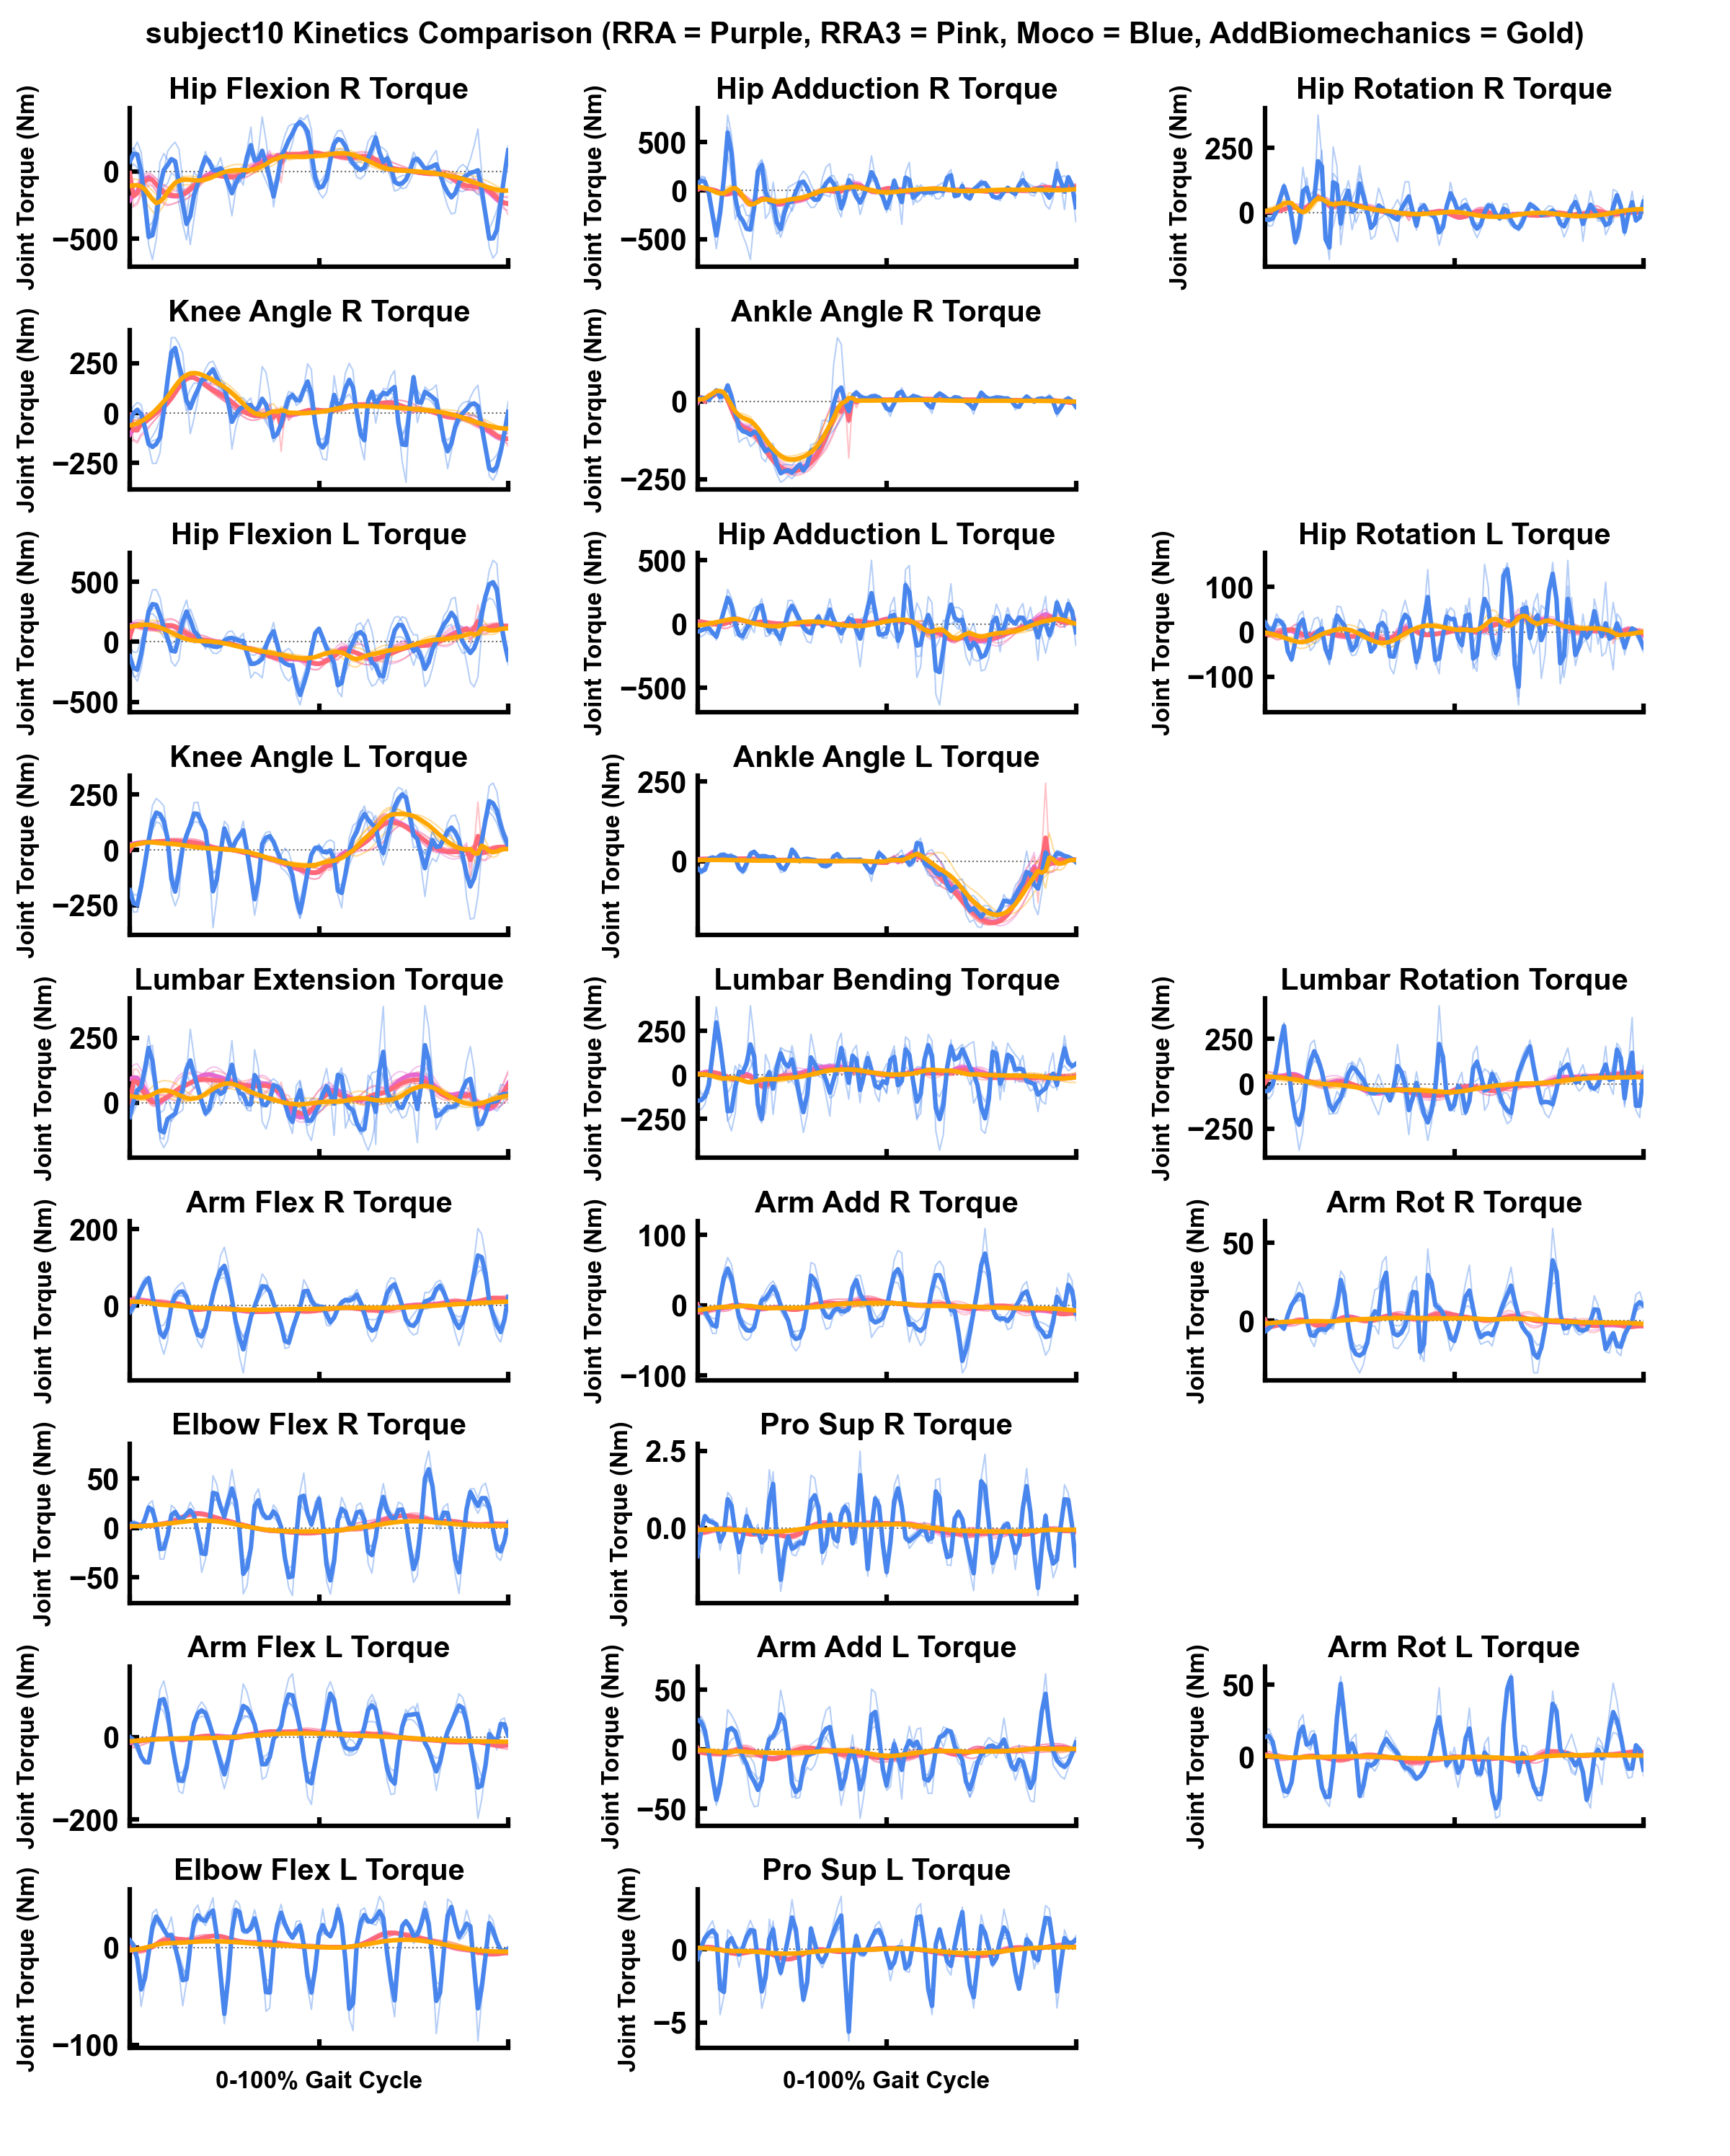 subject10 Kinetics Comparison (RRA = Purple, RRA3 = Pink, Moco = Blue, AddBiomechanics = Gold)
Hip Flexion R Torque
Joint Torque (Nm)
0
−500
Hip Adduction R Torque
Joint Torque (Nm)
500
0
−500
Hip Rotation R Torque
Joint Torque (Nm)
250
0
Knee Angle R Torque
Joint Torque (Nm)
250
0
−250
Ankle Angle R Torque
Joint Torque (Nm)
0
−250
Hip Flexion L Torque
Joint Torque (Nm)
500
0
−500
Hip Adduction L Torque
Joint Torque (Nm)
500
0
−500
Hip Rotation L Torque
Joint Torque (Nm)
100
0
−100
Knee Angle L Torque
Joint Torque (Nm)
250
0
−250
Ankle Angle L Torque
Joint Torque (Nm)
250
0
Lumbar Extension Torque
Joint Torque (Nm)
250
0
Lumbar Bending Torque
Joint Torque (Nm)
250
0
−250
Lumbar Rotation Torque
Joint Torque (Nm)
250
0
−250
Arm Flex R Torque
Joint Torque (Nm)
200
0
Arm Add R Torque
Joint Torque (Nm)
100
0
−100
Arm Rot R Torque
Joint Torque (Nm)
50
0
Elbow Flex R Torque
Joint Torque (Nm)
50
0
−50
Pro Sup R Torque
Joint Torque (Nm)
2.5
0.0
Arm Flex L Torque
Joint Torque (Nm)
0
−200
Arm Add L Torque
Joint Torque (Nm)
50
0
−50
Arm Rot L Torque
Joint Torque (Nm)
50
0
Elbow Flex L Torque
Joint Torque (Nm)
0
−100
0-100% Gait Cycle
Pro Sup L Torque
Joint Torque (Nm)
0
−5
0-100% Gait Cycle